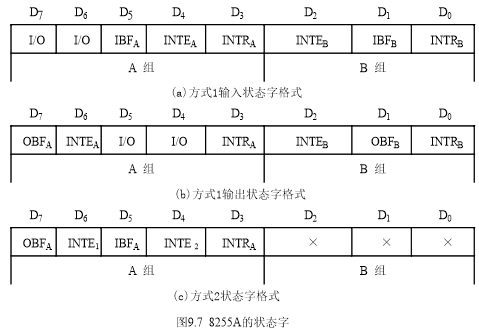 D7 D6 D5 D4 D3 D2 D1 D0
I/O I/O IBFA INTEA INTRA INTEB IBFB INTRB
A 组 B 组
(a)方式1输入状态字格式
D7 D6 D5 D4 D3 D2 D1 D0
OBFA INTEA I/O I/O INTRA INTEB OBFB INTRB
A 组 B 组
(b)方式1输出状态字格式
D7 D6 D5 D4 D3 D2 D1 D0
OBFA INTE1 IBFA INTE 2 INTRA × × ×
A 组 B 组
(c)方式2状态字格式
图9.7 8255A的状态字